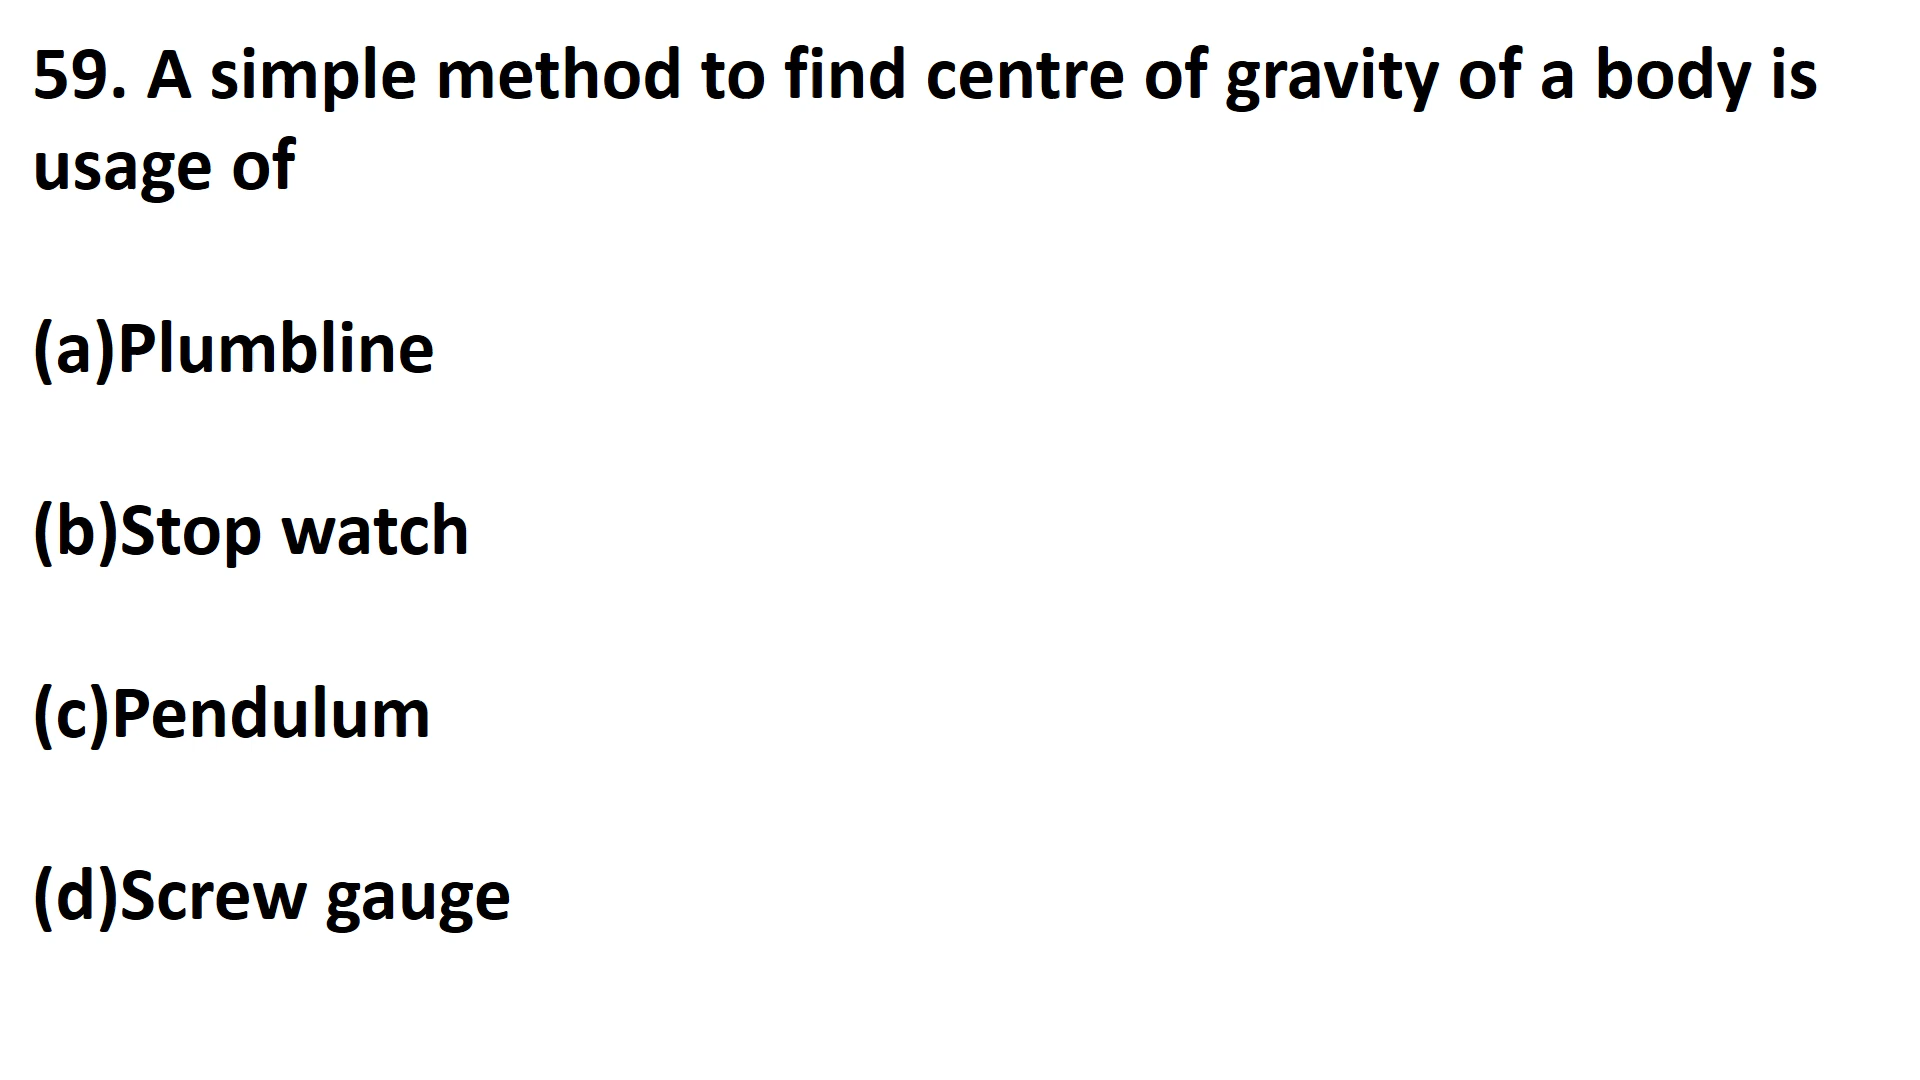 59. A simple method to find centre of gravity of a body is
usage of
(a)Plumbline
(b)Stop watch
(c)Pendulum
(d)Screw gauge